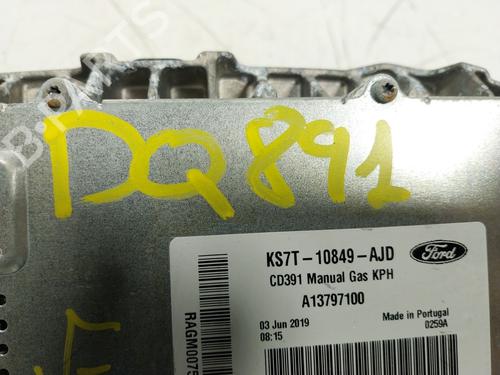 DQ891
KS7T-10849-AJD
Ford
CD391 Manual Gas KPH
A13797100
03 Jun 2019
Made in Portugal
08:15
0259A